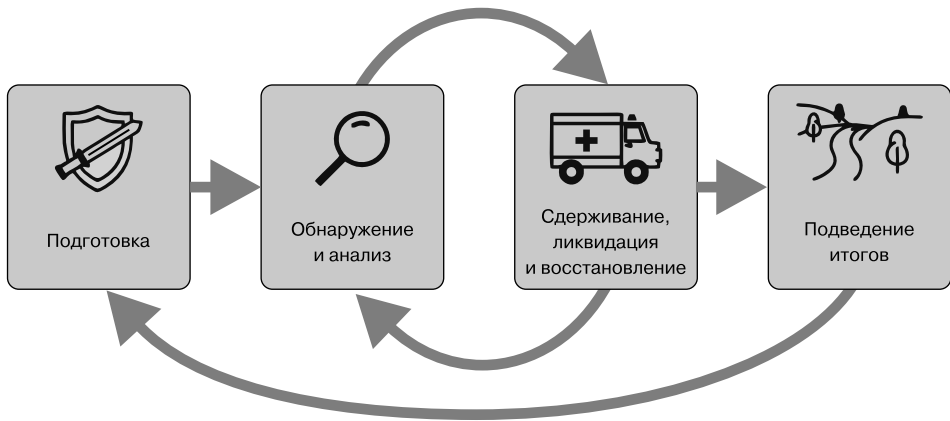 Подготовка
Обнаружение
и анализ
Сдерживание,
ликвидация
и восстановление
Подведение
итогов